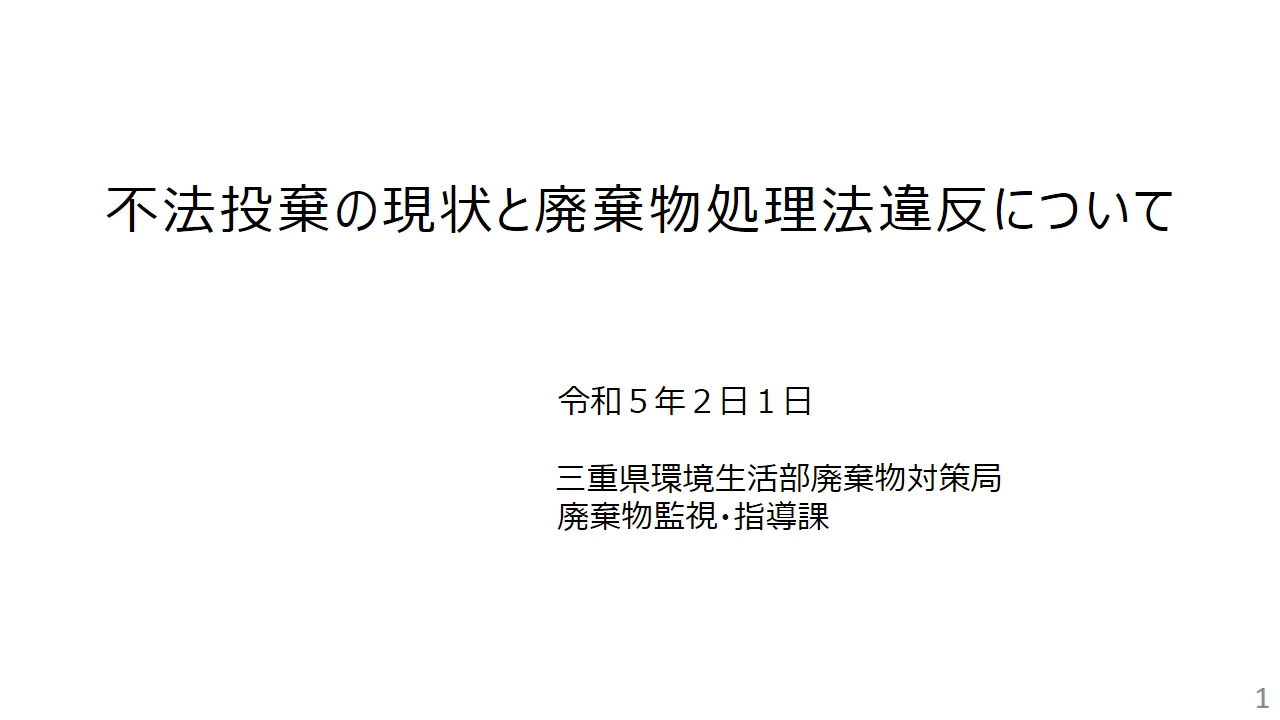 不法投棄の現状と廃棄物処理法違反について
令和５年２日１日
三重県環境生活部廃棄物対策局
廃棄物監視・指導課
1